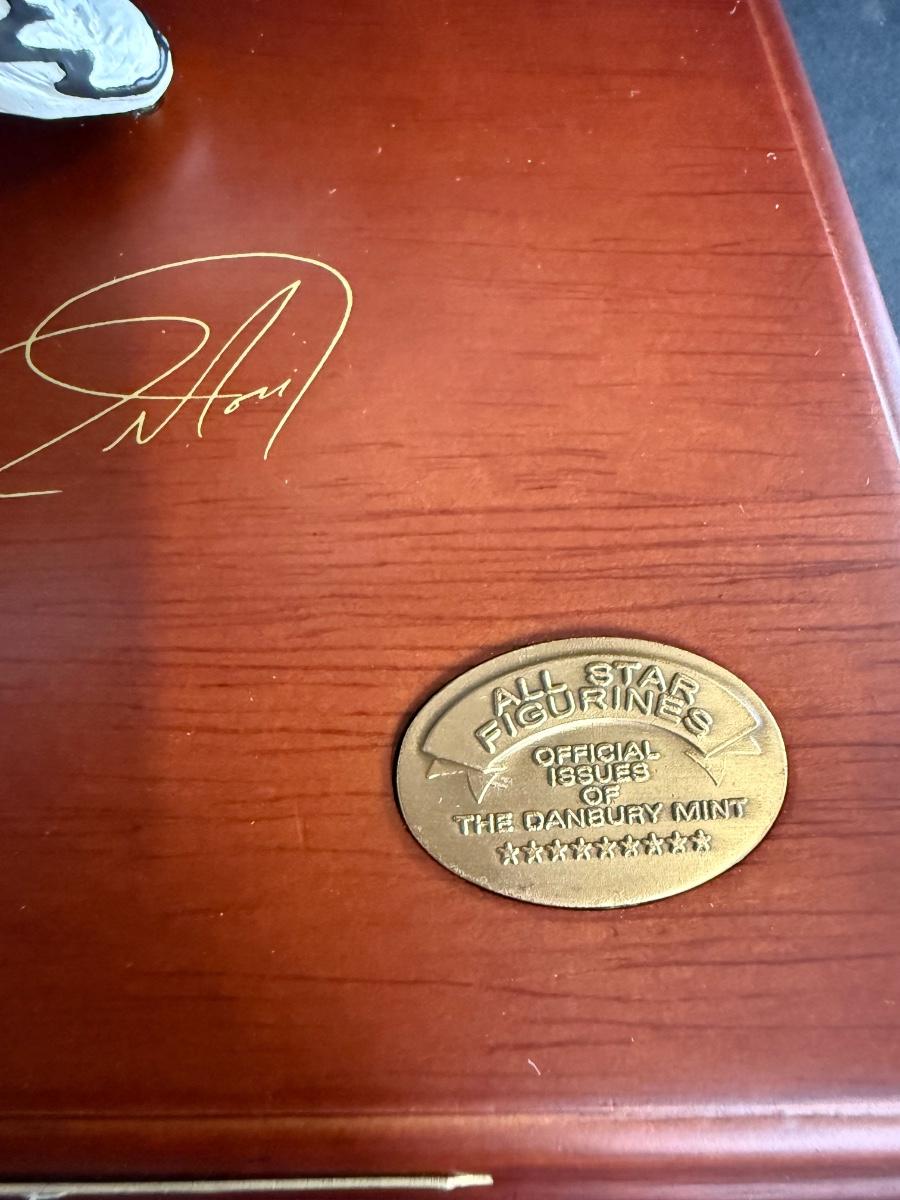 ALL STAR
FIGURINES
OFFICIAL
ISSUES
OF
THE DANBURY MINT